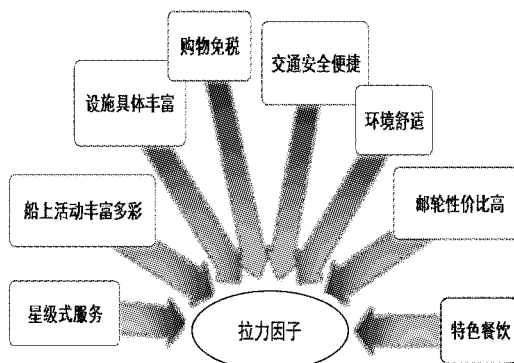 购物免税
交通安全便捷
设施具体丰富
环境舒适
船上活动丰富多彩
邮轮性价比高
星级式服务
拉力因子
特色餐饮